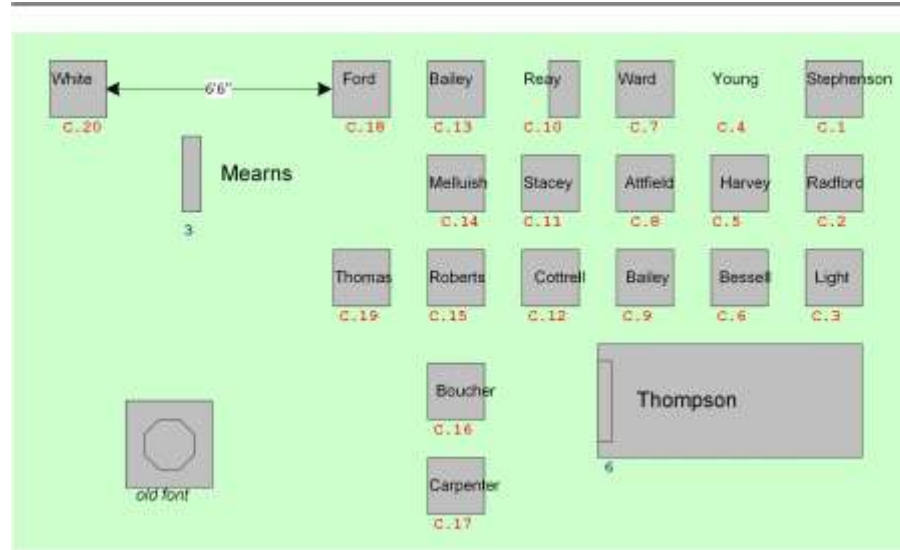 White 6'6" Ford Bailey Reay Ward Young Stephenson
C.20 C.18 C.13 C.10 C.7 C.4 C.1
Mearns Melluish Stacey Attfield Harvey Radford
3 C.14 C.11 C.8 C.5 C.2
Thomas Roberts Cottrell Bailey Bessell Light
C.19 C.15 C.12 C.9 C.6 C.3
Boucher Thompson
C.16
6
Carpenter
old font
C.17